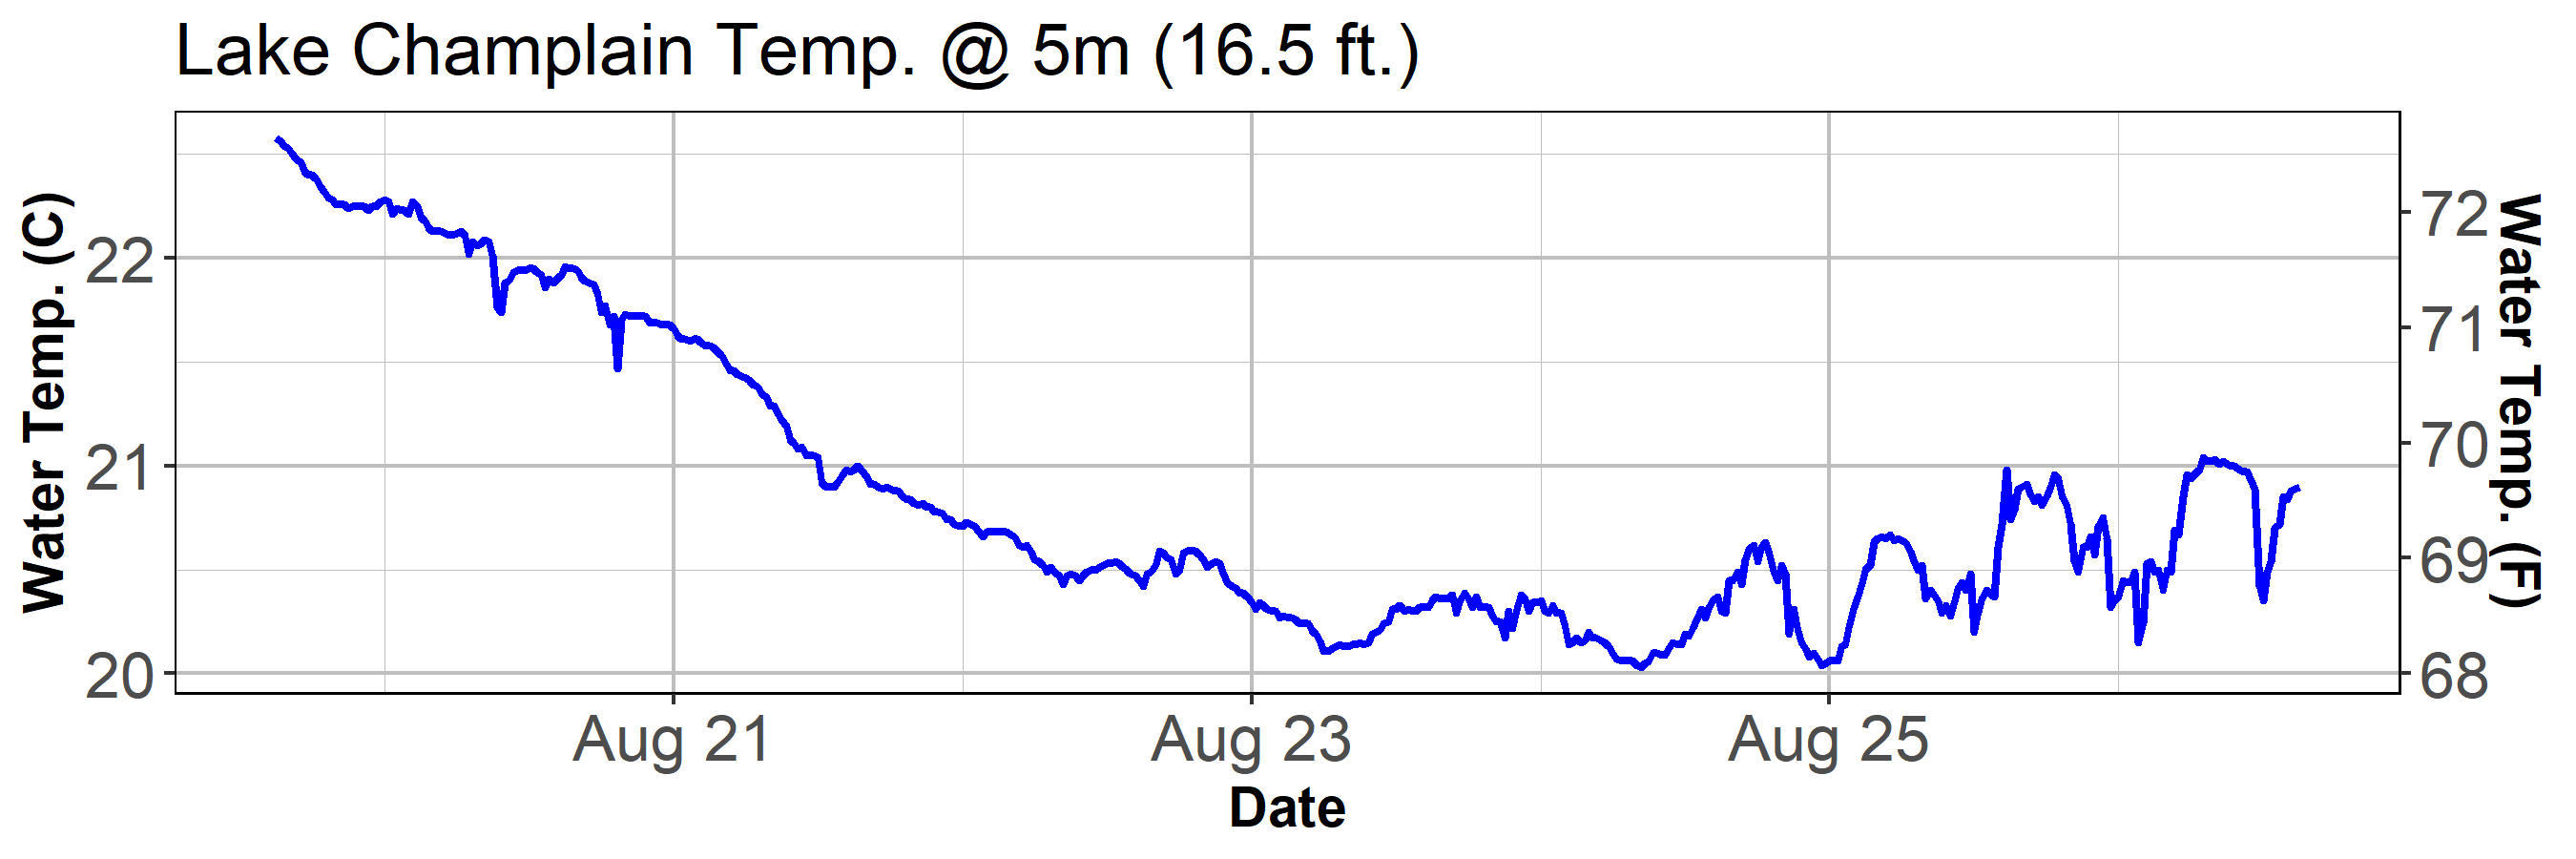 Lake Champlain Temp. @ 5m (16.5 ft.)
Water Temp. (C)
22
21
20
72
71
70
69
68
Water Temp. (F)
Aug 21
Aug 23
Aug 25
Date